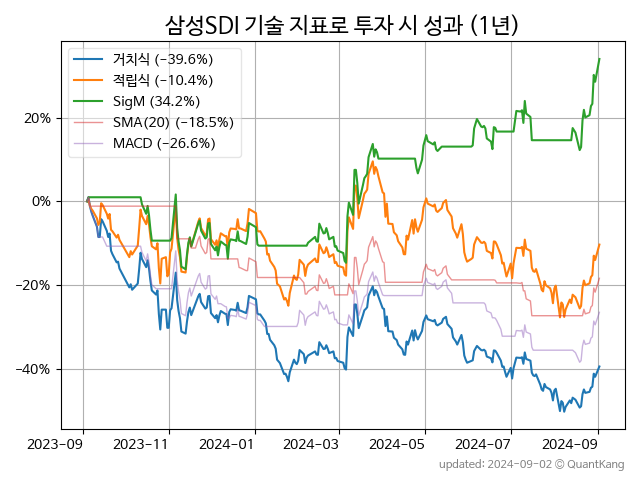 삼성SDI 기술 지표로 투자 시 성과 (1년)
거치식 (−39.6%)
적립식 (−10.4%)
SigM (34.2%)
SMA(20) (−18.5%)
MACD (−26.6%)
20%
0%
−20%
−40%
2023-09 2023-11 2024-01 2024-03 2024-05 2024-07 2024-09
updated: 2024-09-02 © QuantKang